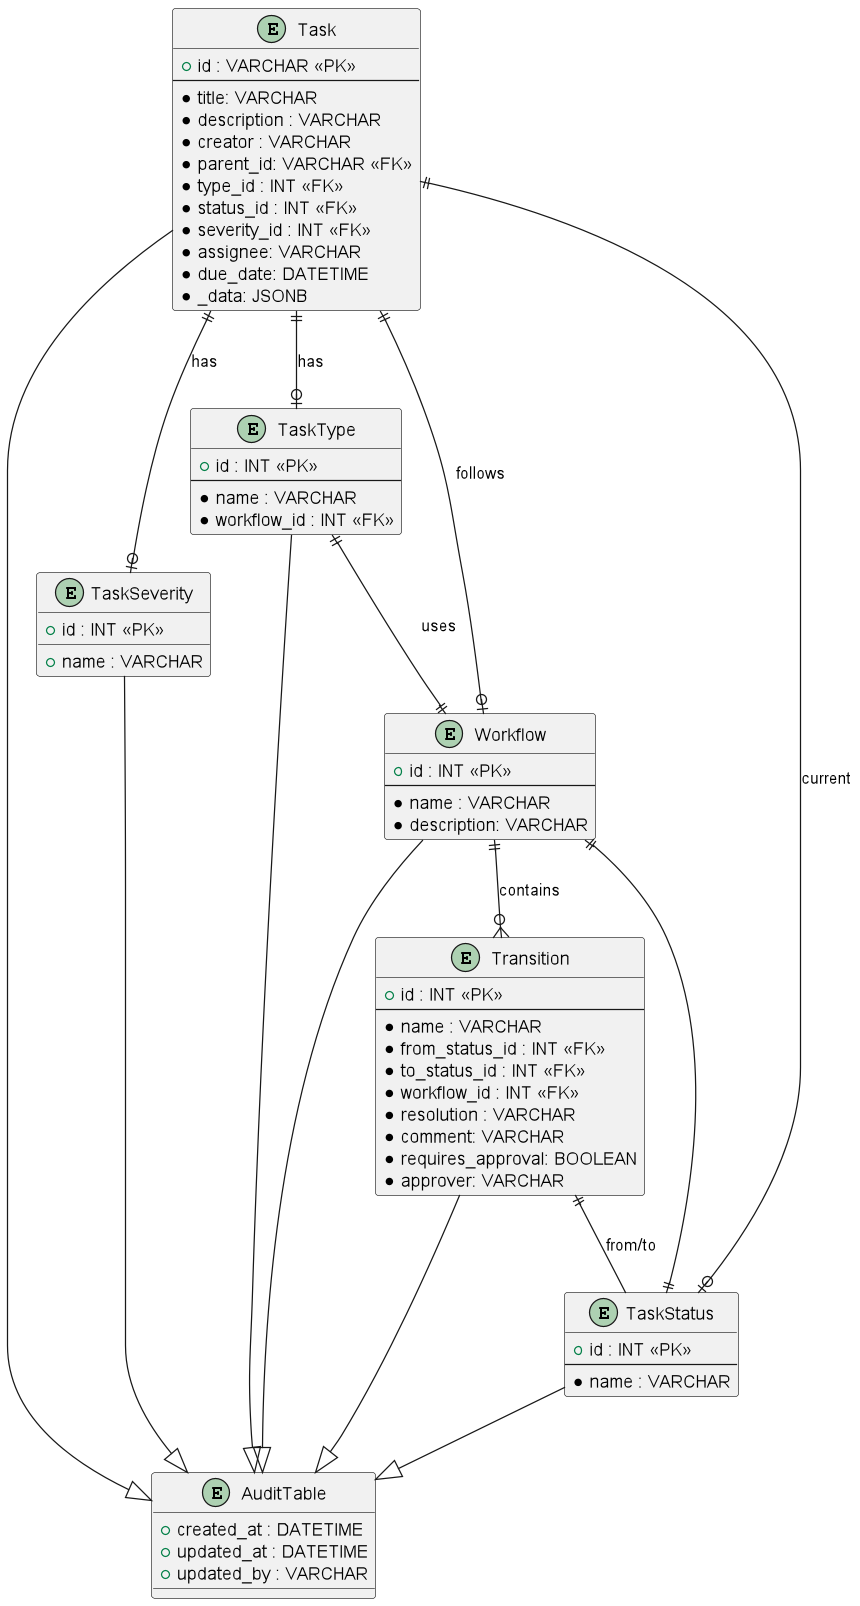 E Task
id : VARCHAR «PK»
title: VARCHAR
description : VARCHAR
creator : VARCHAR
parent_id: VARCHAR «FK»
type_id : INT «FK»
status_id : INT «FK»
severity_id : INT «FK»
assignee: VARCHAR
due_date: DATETIME
_data: JSONB
has
has
E TaskType
id : INT «PK»
name : VARCHAR
workflow_id : INT «FK»
follows
E TaskSeverity
id : INT «PK»
name : VARCHAR
uses
E Workflow
id : INT «PK»
name : VARCHAR
description: VARCHAR
current
contains
E Transition
id : INT «PK»
name : VARCHAR
from_status_id : INT «FK»
to_status_id : INT «FK»
workflow_id : INT «FK»
resolution : VARCHAR
comment: VARCHAR
requires_approval: BOOLEAN
approver: VARCHAR
from/to
E TaskStatus
id : INT «PK»
name : VARCHAR
E AuditTable
created_at : DATETIME
updated_at : DATETIME
updated_by : VARCHAR